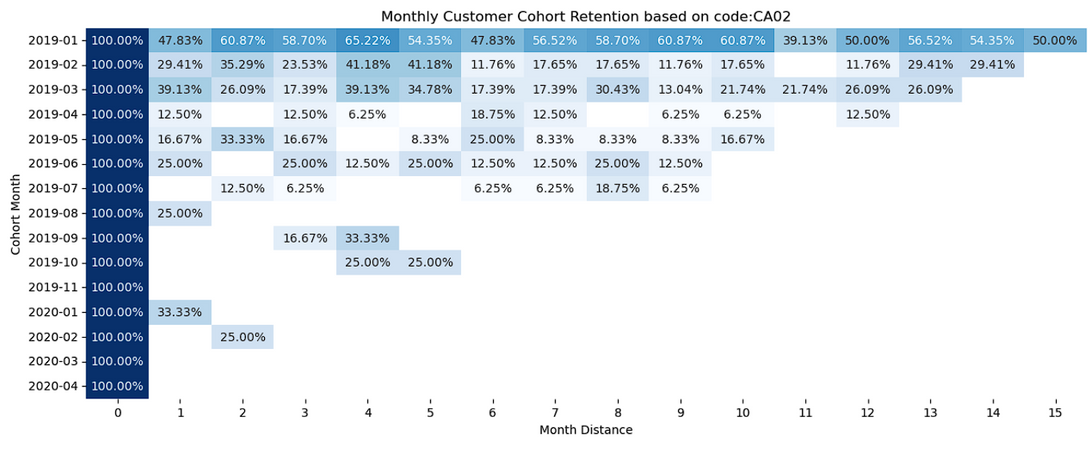 Monthly Customer Cohort Retention based on code:CA02
Cohort Month
2019-01 100.00% 47.83% 60.87% 58.70% 65.22% 54.35% 47.83% 56.52% 58.70% 60.87% 60.87% 39.13% 50.00% 56.52% 54.35% 50.00%
2019-02 100.00% 29.41% 35.29% 23.53% 41.18% 41.18% 11.76% 17.65% 17.65% 11.76% 17.65% 11.76% 29.41% 29.41%
2019-03 100.00% 39.13% 26.09% 17.39% 39.13% 34.78% 17.39% 17.39% 30.43% 13.04% 21.74% 21.74% 26.09% 26.09%
2019-04 100.00% 12.50% 12.50% 6.25% 18.75% 12.50% 6.25% 6.25% 12.50%
2019-05 100.00% 16.67% 33.33% 16.67% 8.33% 25.00% 8.33% 8.33% 8.33% 16.67%
2019-06 100.00% 25.00% 25.00% 12.50% 25.00% 12.50% 12.50% 25.00% 12.50%
2019-07 100.00% 12.50% 6.25% 6.25% 6.25% 18.75% 6.25%
2019-08 100.00% 25.00%
2019-09 100.00% 16.67% 33.33%
2019-10 100.00% 25.00% 25.00%
2019-11 100.00%
2020-01 100.00% 33.33%
2020-02 100.00% 25.00%
2020-03 100.00%
2020-04 100.00%
0 1 2 3 4 5 6 7 8 9 10 11 12 13 14 15
Month Distance